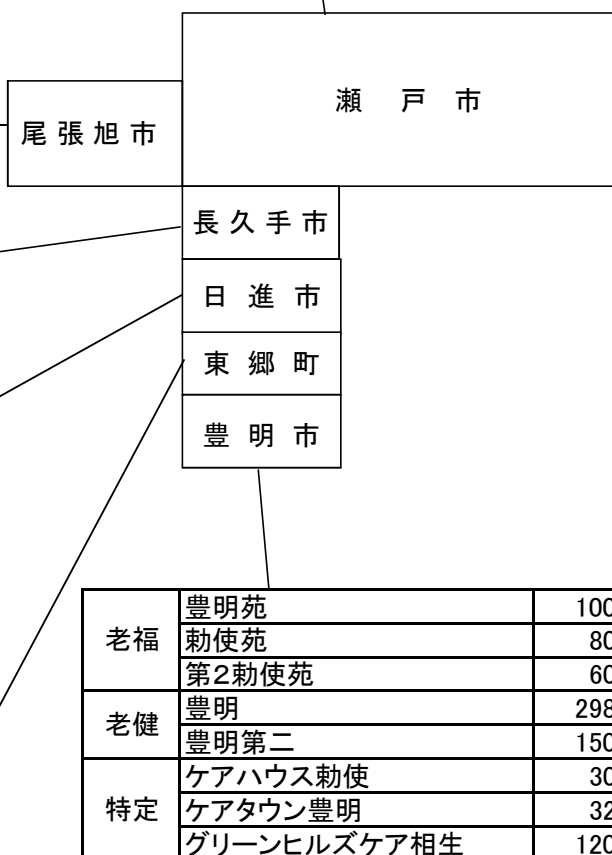 瀬戸市
尾張旭市
長久手市
日進市
東郷町
豊明市
老福 豊明苑 100
勅使苑 80
第2勅使苑 60
老健 豊明 298
豊明第二 150
特定 ケアハウス勅使 30
ケアタウン豊明 32
グリーンヒルズケア相生 120